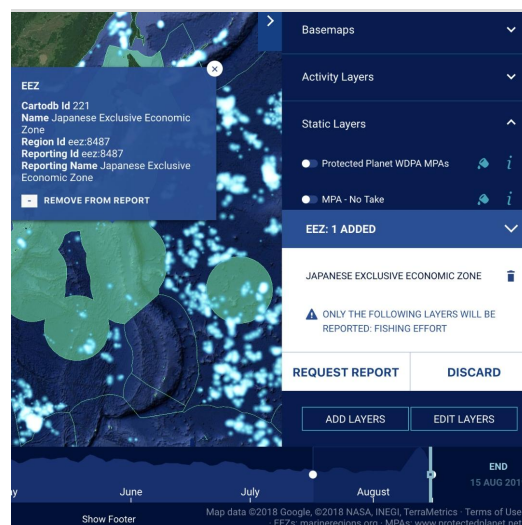 Basemaps
Activity Layers
Static Layers
Protected Planet WDPA MPAs
MPA - No Take
EEZ
Cartodb Id 221
Name Japanese Exclusive Economic
Zone
Region Id eez:8487
Reporting Id eez:8487
Reporting Name Japanese Exclusive
Economic Zone
- REMOVE FROM REPORT
EEZ: 1 ADDED
JAPANESE EXCLUSIVE ECONOMIC ZONE
ONLY THE FOLLOWING LAYERS WILL BE
REPORTED: FISHING EFFORT
REQUEST REPORT DISCARD
ADD LAYERS EDIT LAYERS
END
15 AUG 201
y June July August
Show Footer
Map data ©2018 Google, ©2018 NASA, INEGI, TerraMetrics · Terms of Use
· EEZs: marineregions.org · MPAs: www.protectedplanet.net